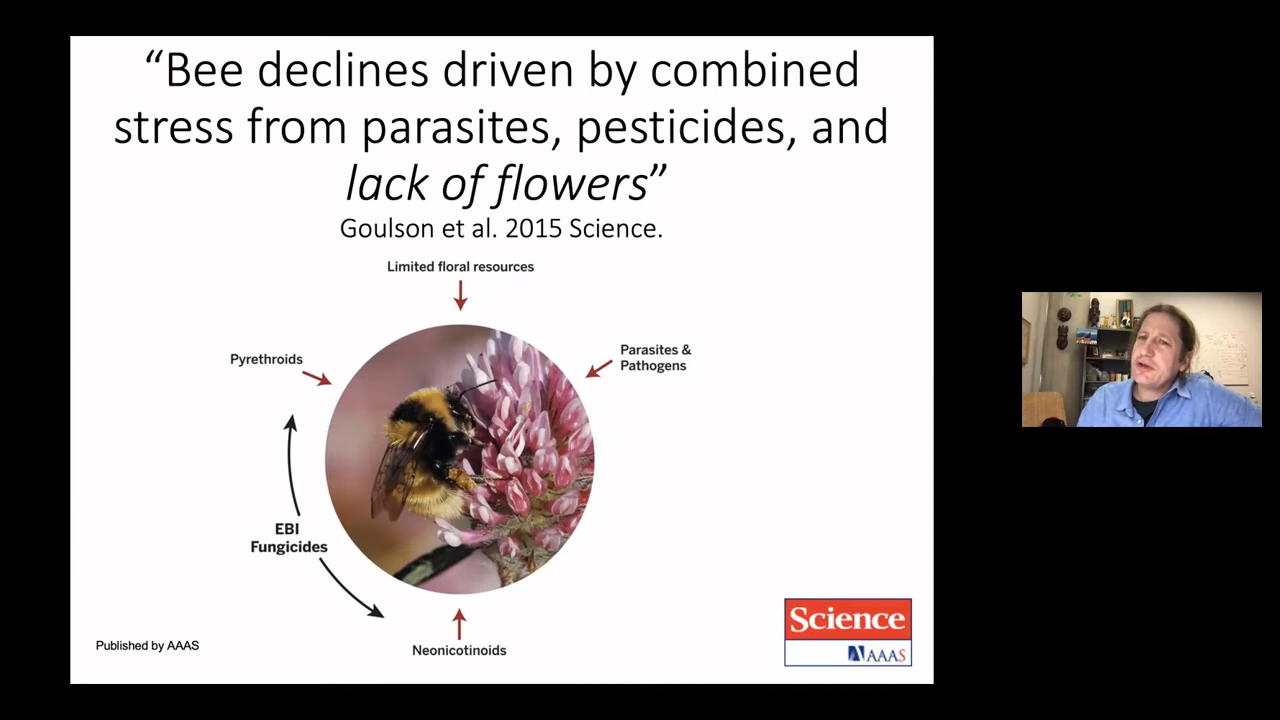 “Bee declines driven by combined
stress from parasites, pesticides, and
lack of flowers”
Goulson et al. 2015 Science.
Limited floral resources
Pyrethroids
Parasites &
Pathogens
EBI
Fungicides
Neonicotinoids
Published by AAAS
Science
AAAS